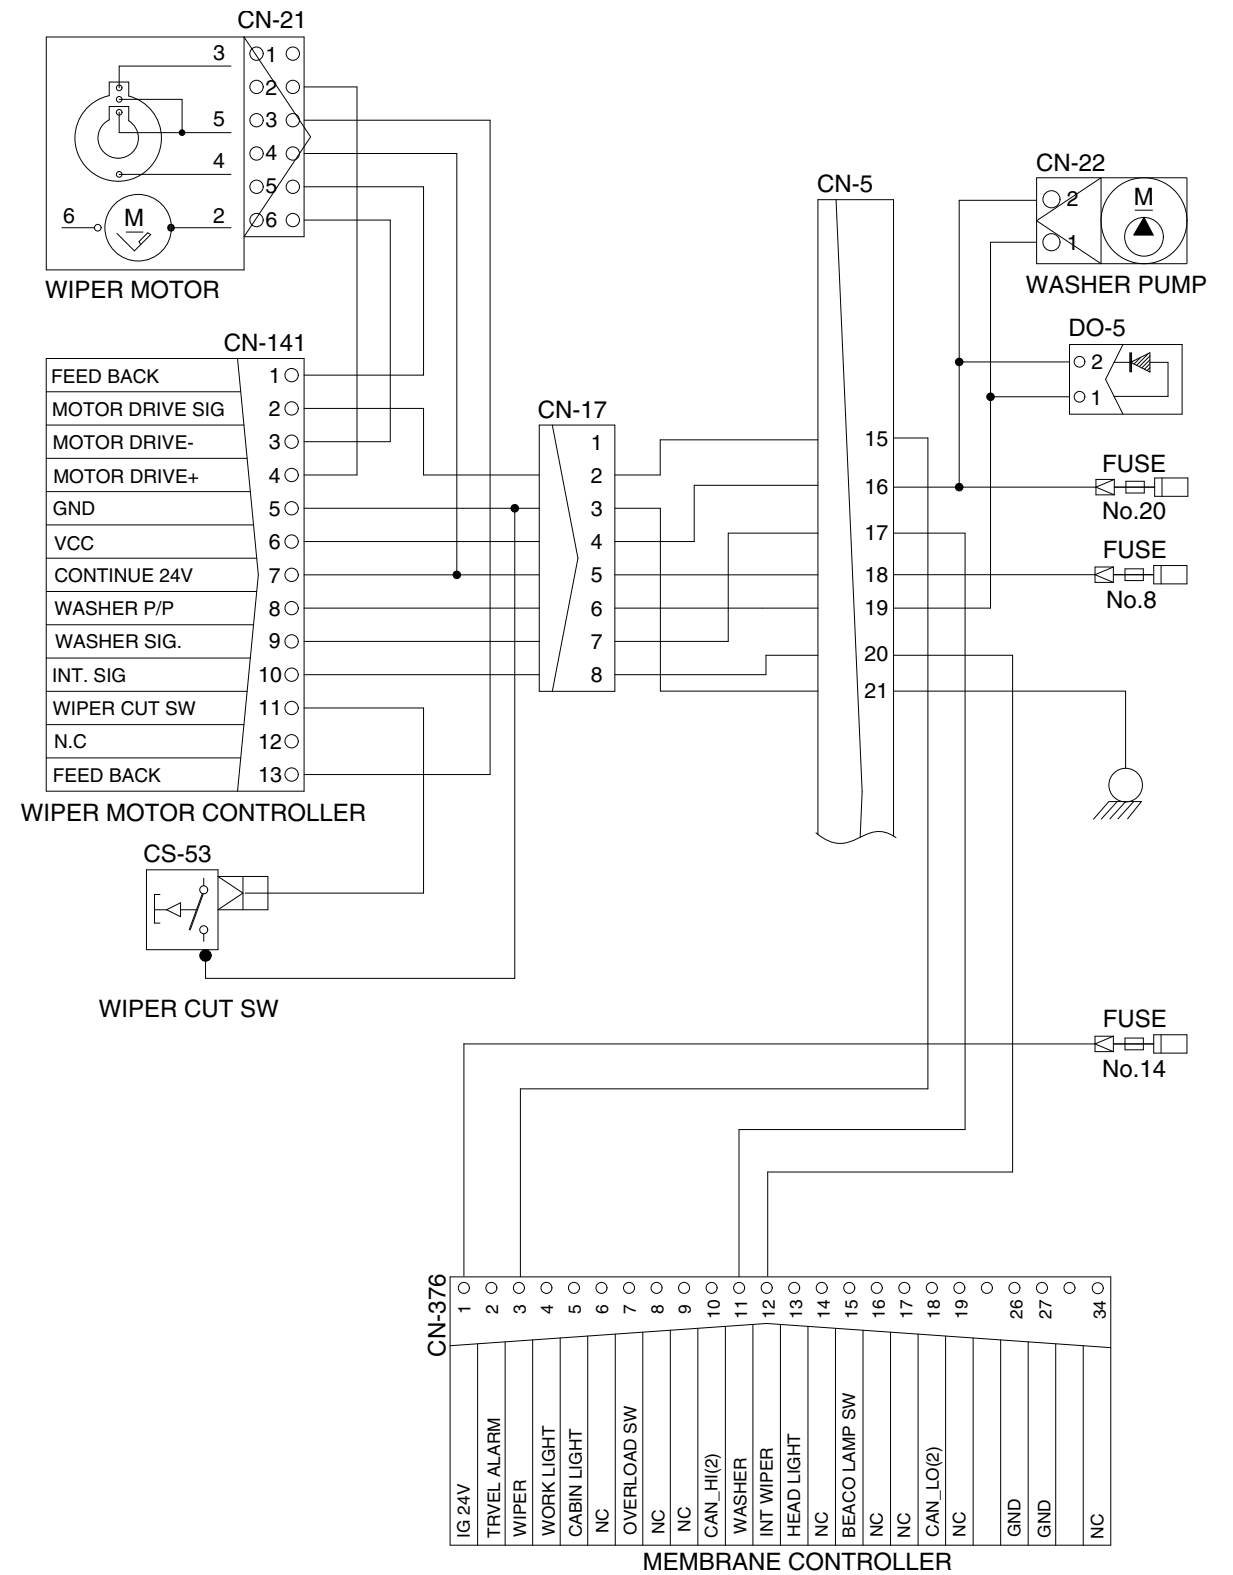 CN-21
3
5
4
6
M
2
1
2
3
4
5
6
WIPER MOTOR
CN-141
FEED BACK 1
MOTOR DRIVE SIG 2
MOTOR DRIVE- 3
MOTOR DRIVE+ 4
GND 5
VCC 6
CONTINUE 24V 7
WASHER P/P 8
WASHER SIG. 9
INT. SIG 10
WIPER CUT SW 11
N.C 12
FEED BACK 13
WIPER MOTOR CONTROLLER
CS-53
WIPER CUT SW
CN-17
1
2
3
4
5
6
7
8
CN-5
15
16
17
18
19
20
21
CN-22
2
1
M
WASHER PUMP
DO-5
2
1
FUSE
No.20
FUSE
No.8
FUSE
No.14
CN-376
1
2
3
4
5
6
7
8
9
10
11
12
13
14
15
16
17
18
19
26
27
34
IG 24V
TRVEL ALARM
WIPER
WORK LIGHT
CABIN LIGHT
NC
OVERLOAD SW
NC
NC
CAN_HI(2)
WASHER
INT WIPER
HEAD LIGHT
NC
BEACO LAMP SW
NC
NC
CAN_LO(2)
NC
GND
GND
NC
MEMBRANE CONTROLLER